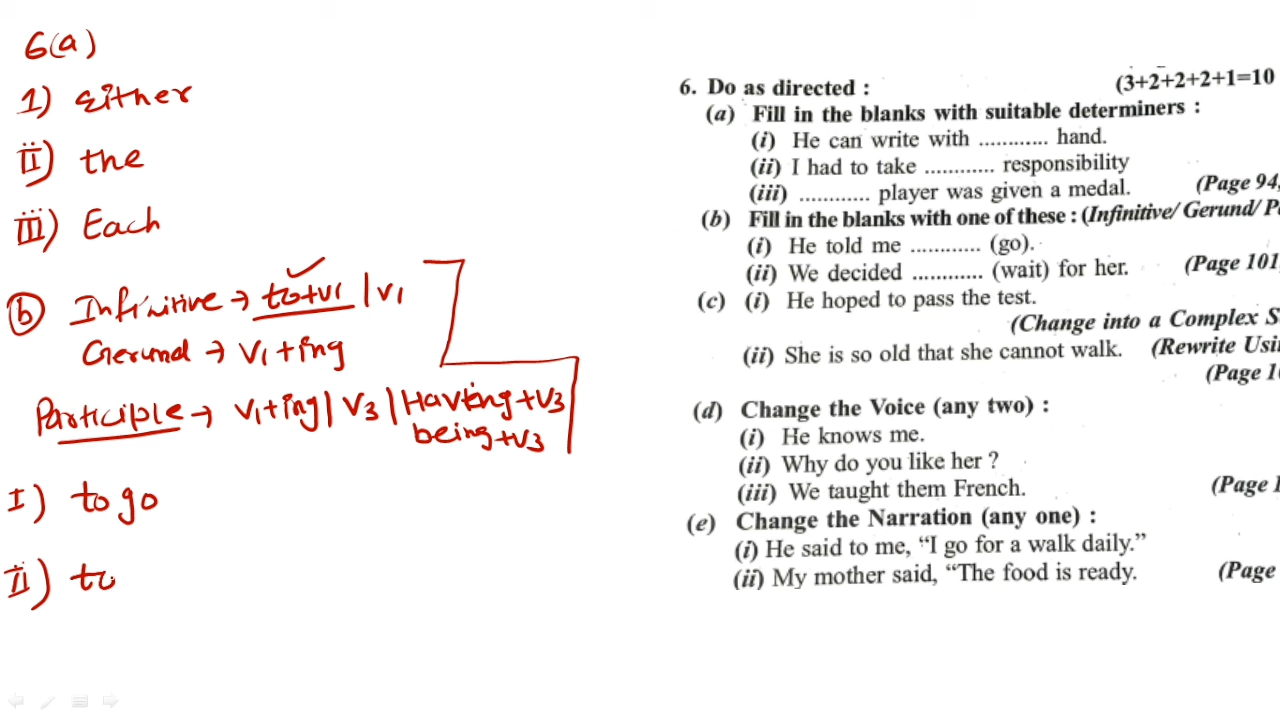 6(a)
1) Either
II) the
III) Each
b Infinitive → to+v1 | v1
Gerund → v1+ing
Participle → v1+ing | v3 | Having+v3
being+v3
I) to go
II) to
6. Do as directed : (3+2+2+2+1=10
(a) Fill in the blanks with suitable determiners :
(i) He can write with ............ hand.
(ii) I had to take ............ responsibility
(iii) ............ player was given a medal. (Page 94,
(b) Fill in the blanks with one of these : (Infinitive/ Gerund/ P
(i) He told me ............ (go).
(ii) We decided ............ (wait) for her. (Page 101,
(c) (i) He hoped to pass the test.
(Change into a Complex S
(ii) She is so old that she cannot walk. (Rewrite Usi
(Page 1
(d) Change the Voice (any two) :
(i) He knows me.
(ii) Why do you like her ?
(iii) We taught them French. (Page 1
(e) Change the Narration (any one) :
(i) He said to me, “I go for a walk daily.”
(ii) My mother said, “The food is ready. (Page